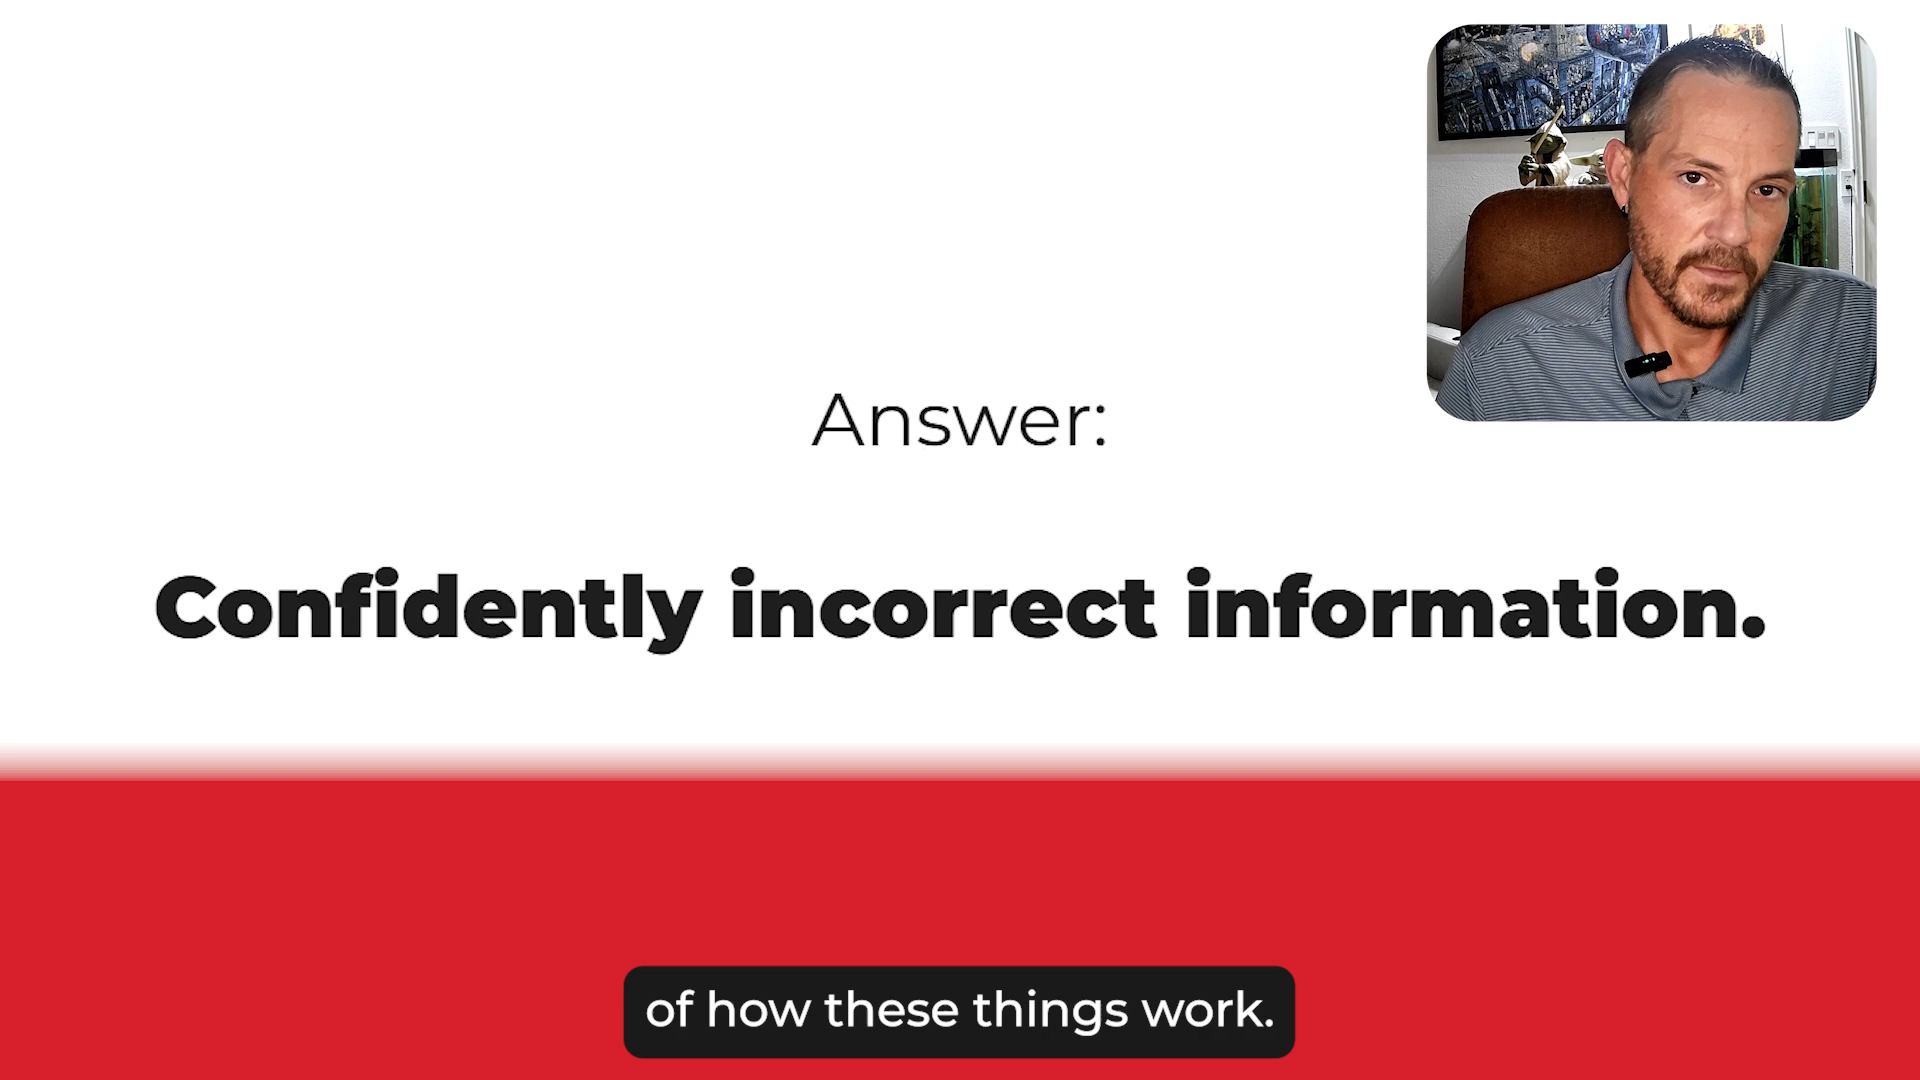 Answer:
Confidently incorrect information.
of how these things work.